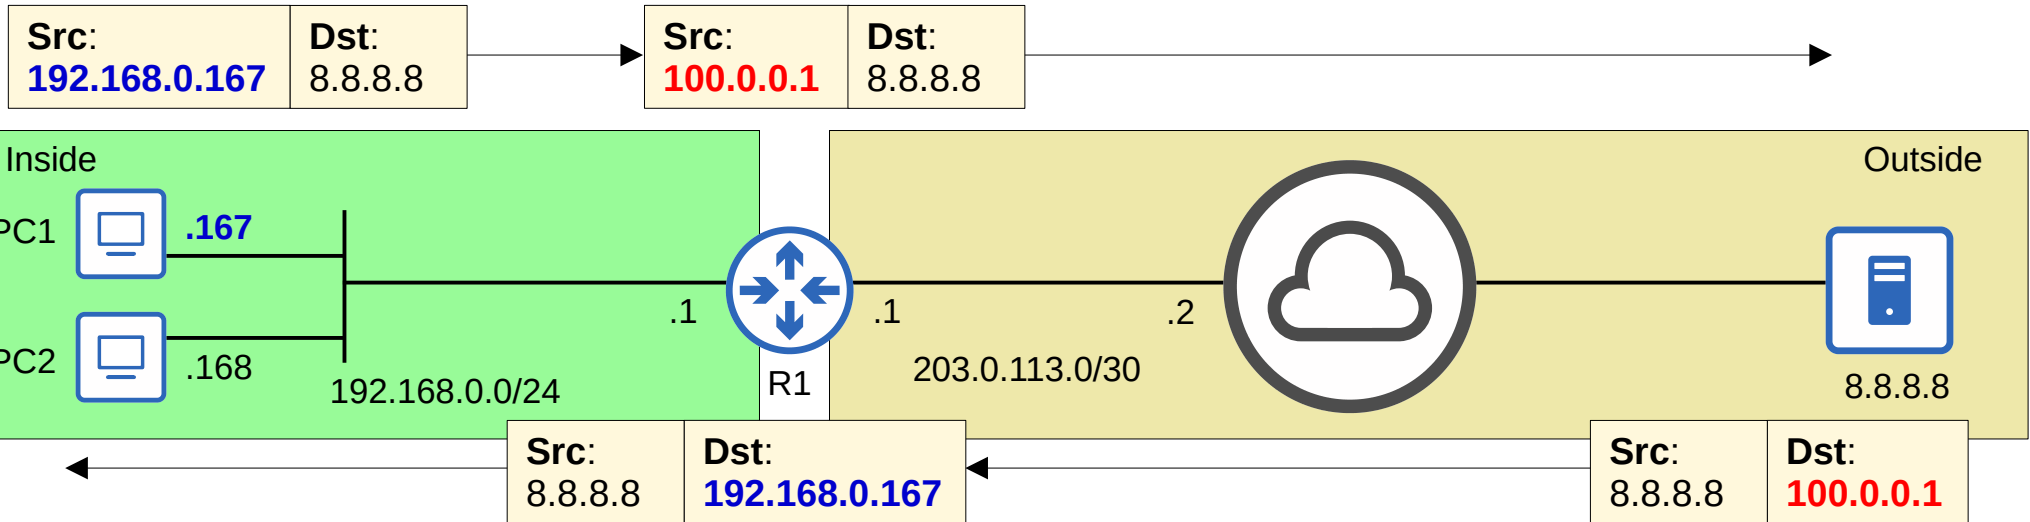 Src: Dst: Src: Dst:
192.168.0.167 8.8.8.8 100.0.0.1 8.8.8.8
Inside Outside
PC1 .167
.1 .1 .2
PC2 .168 192.168.0.0/24 R1 203.0.113.0/30 8.8.8.8
Src: Dst: Src: Dst:
8.8.8.8 192.168.0.167 8.8.8.8 100.0.0.1